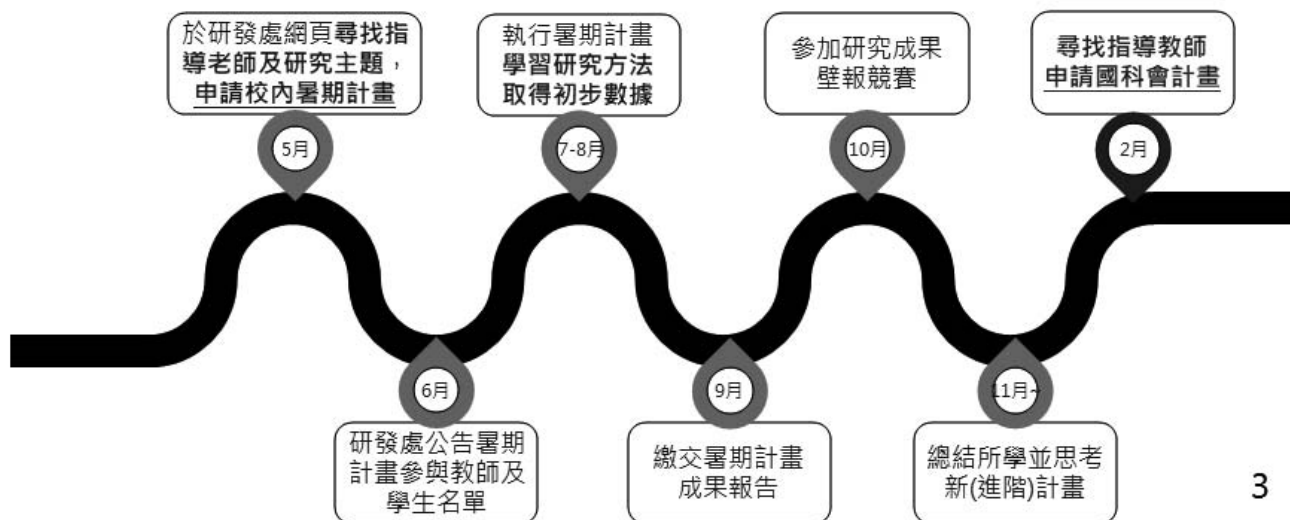 於研發處網頁尋找指
導老師及研究主題，
申請校內暑期計畫
5月
執行暑期計畫
學習研究方法
取得初步數據
7-8月
參加研究成果
壁報競賽
10月
尋找指導教師
申請國科會計畫
2月
6月
研發處公告暑期
計畫參與教師及
學生名單
9月
繳交暑期計畫
成果報告
11月~
總結所學並思考
新(進階)計畫
3